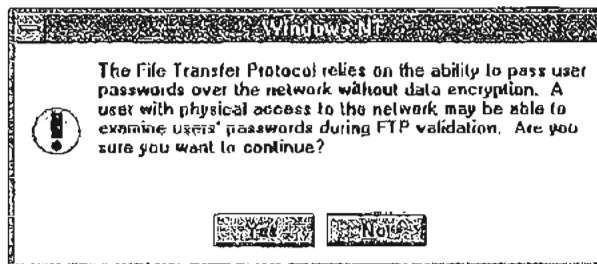 Windows NT
The File Transfer Protocol relies on the ability to pass user
passwords over the network without data encryption. A
user with physical access to the network may be able to
examine users' passwords during FTP validation. Are you
sure you want to continue?
Yes No